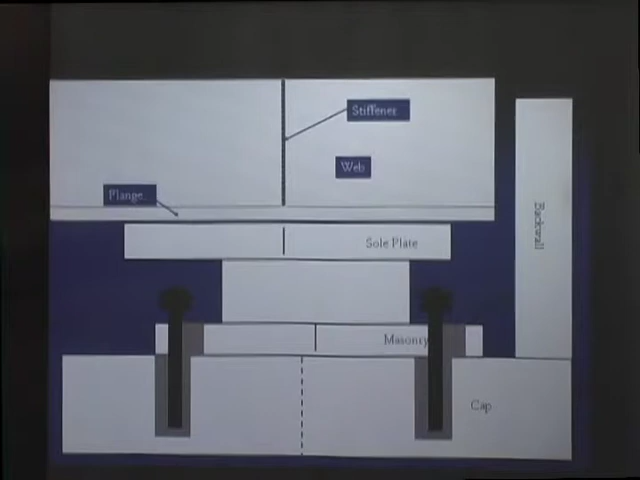 Stiffener
Web
Flange
Sole Plate
Backwall
Masonry
Cap